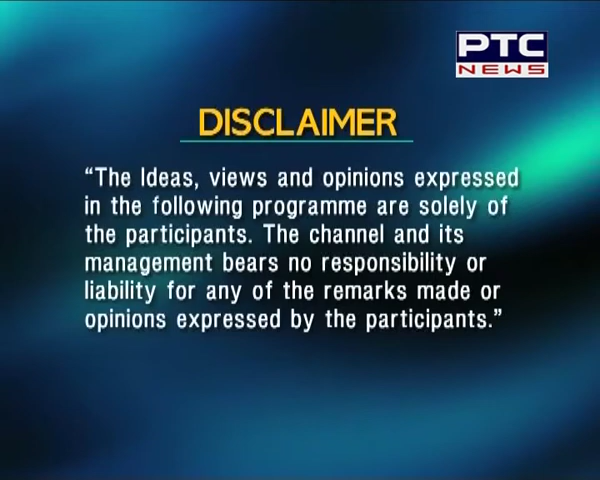 PTC
NEWS
DISCLAIMER
“The Ideas, views and opinions expressed
in the following programme are solely of
the participants. The channel and its
management bears no responsibility or
liability for any of the remarks made or
opinions expressed by the participants.”